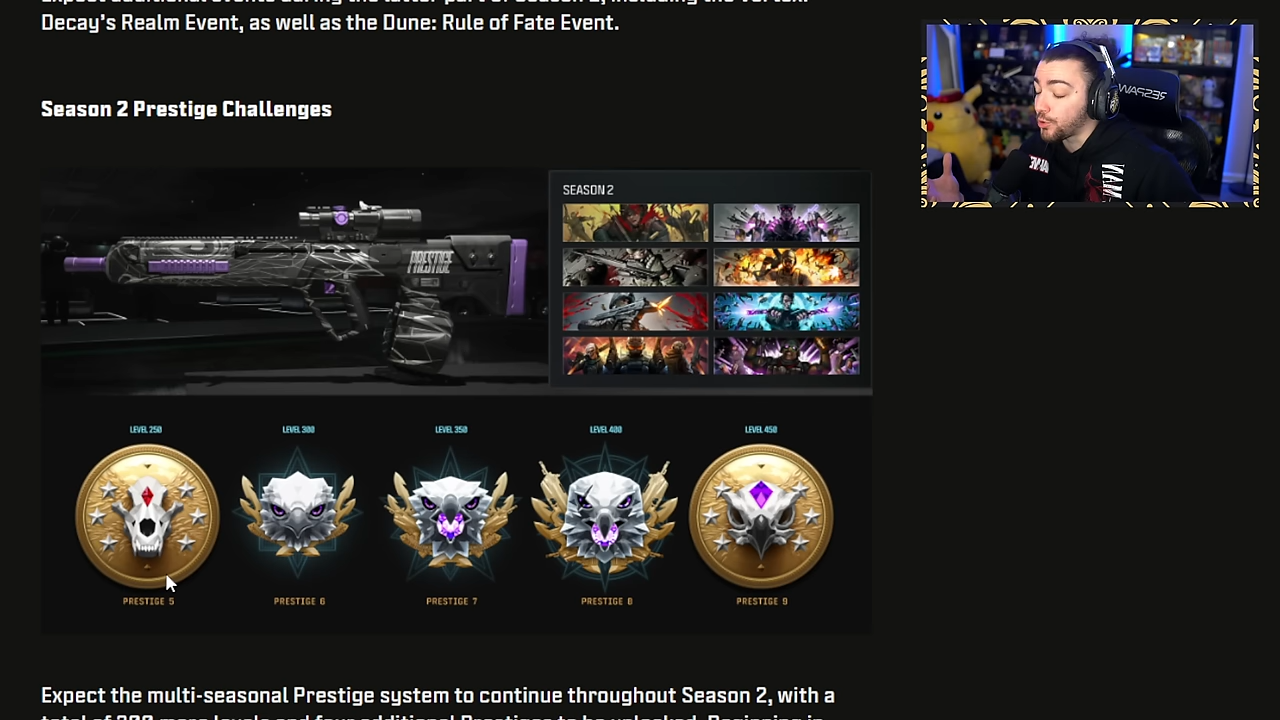 Decay's Realm Event, as well as the Dune: Rule of Fate Event.
Season 2 Prestige Challenges
SEASON 2
PRESTIGE
LEVEL 250
LEVEL 300
LEVEL 350
LEVEL 400
LEVEL 450
PRESTIGE 5
PRESTIGE 6
PRESTIGE 7
PRESTIGE 8
PRESTIGE 9
Expect the multi-seasonal Prestige system to continue throughout Season 2, with a